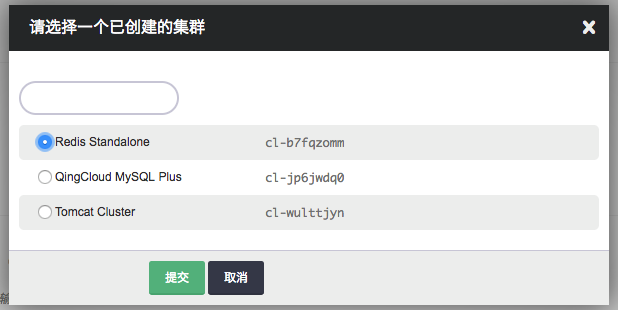 请选择一个已创建的集群
Redis Standalone cl-b7fqzomm
QingCloud MySQL Plus cl-jp6jwdq0
Tomcat Cluster cl-wulttjyn
提交 取消
输